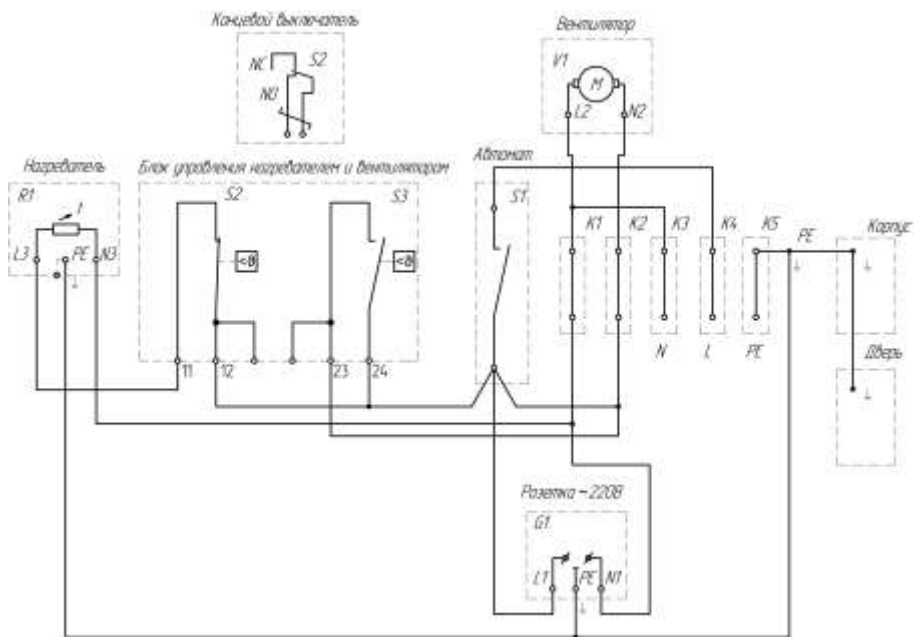 Концевой выключатель
NC
S2
NO
Вентилятор
V1
M
L2
N2
Автомат
S1
Нагреватель
R1
t
L3
PE
N3
Блок управления нагревателем и вентилятором
S2
<θ
S3
<θ
11
12
23
24
K1
K2
K3
K4
K5
PE
N
L
PE
Корпус
Дверь
Розетка ~220В
G1
L1
PE
N1